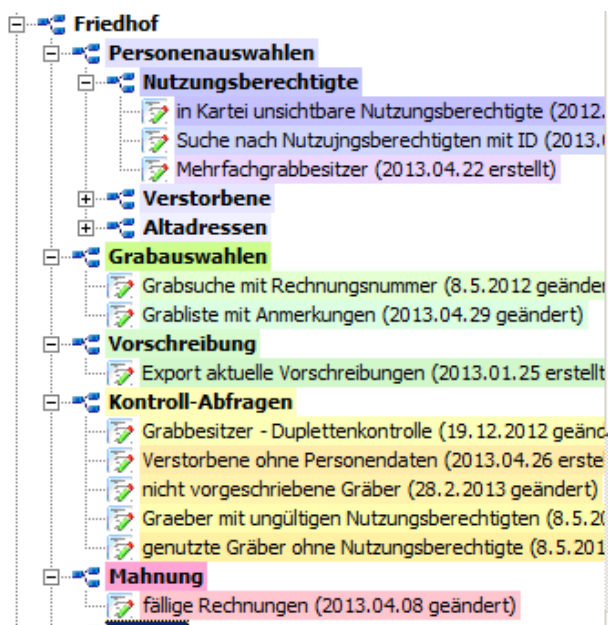 Friedhof
Personenauswahlen
Nutzungsberechtigte
in Kartei unsichtbare Nutzungsberechtigte (2012.
Suche nach Nutzujngsberechtigten mit ID (2013.
Mehrfachgrabbesitzer (2013.04.22 erstellt)
Verstorbene
Altadressen
Grabauswahlen
Grabsuche mit Rechnungsnummer (8.5.2012 geänder
Grabliste mit Anmerkungen (2013.04.29 geändert)
Vorschreibung
Export aktuelle Vorschreibungen (2013.01.25 erstellt
Kontroll-Abfragen
Grabbesitzer - Duplettenkontrolle (19.12.2012 geänd
Verstorbene ohne Personendaten (2013.04.26 erste
nicht vorgeschriebene Gräber (28.2.2013 geändert)
Graeber mit ungültigen Nutzungsberechtigten (8.5.20
genutzte Gräber ohne Nutzungsberechtigte (8.5.201
Mahnung
fällige Rechnungen (2013.04.08 geändert)